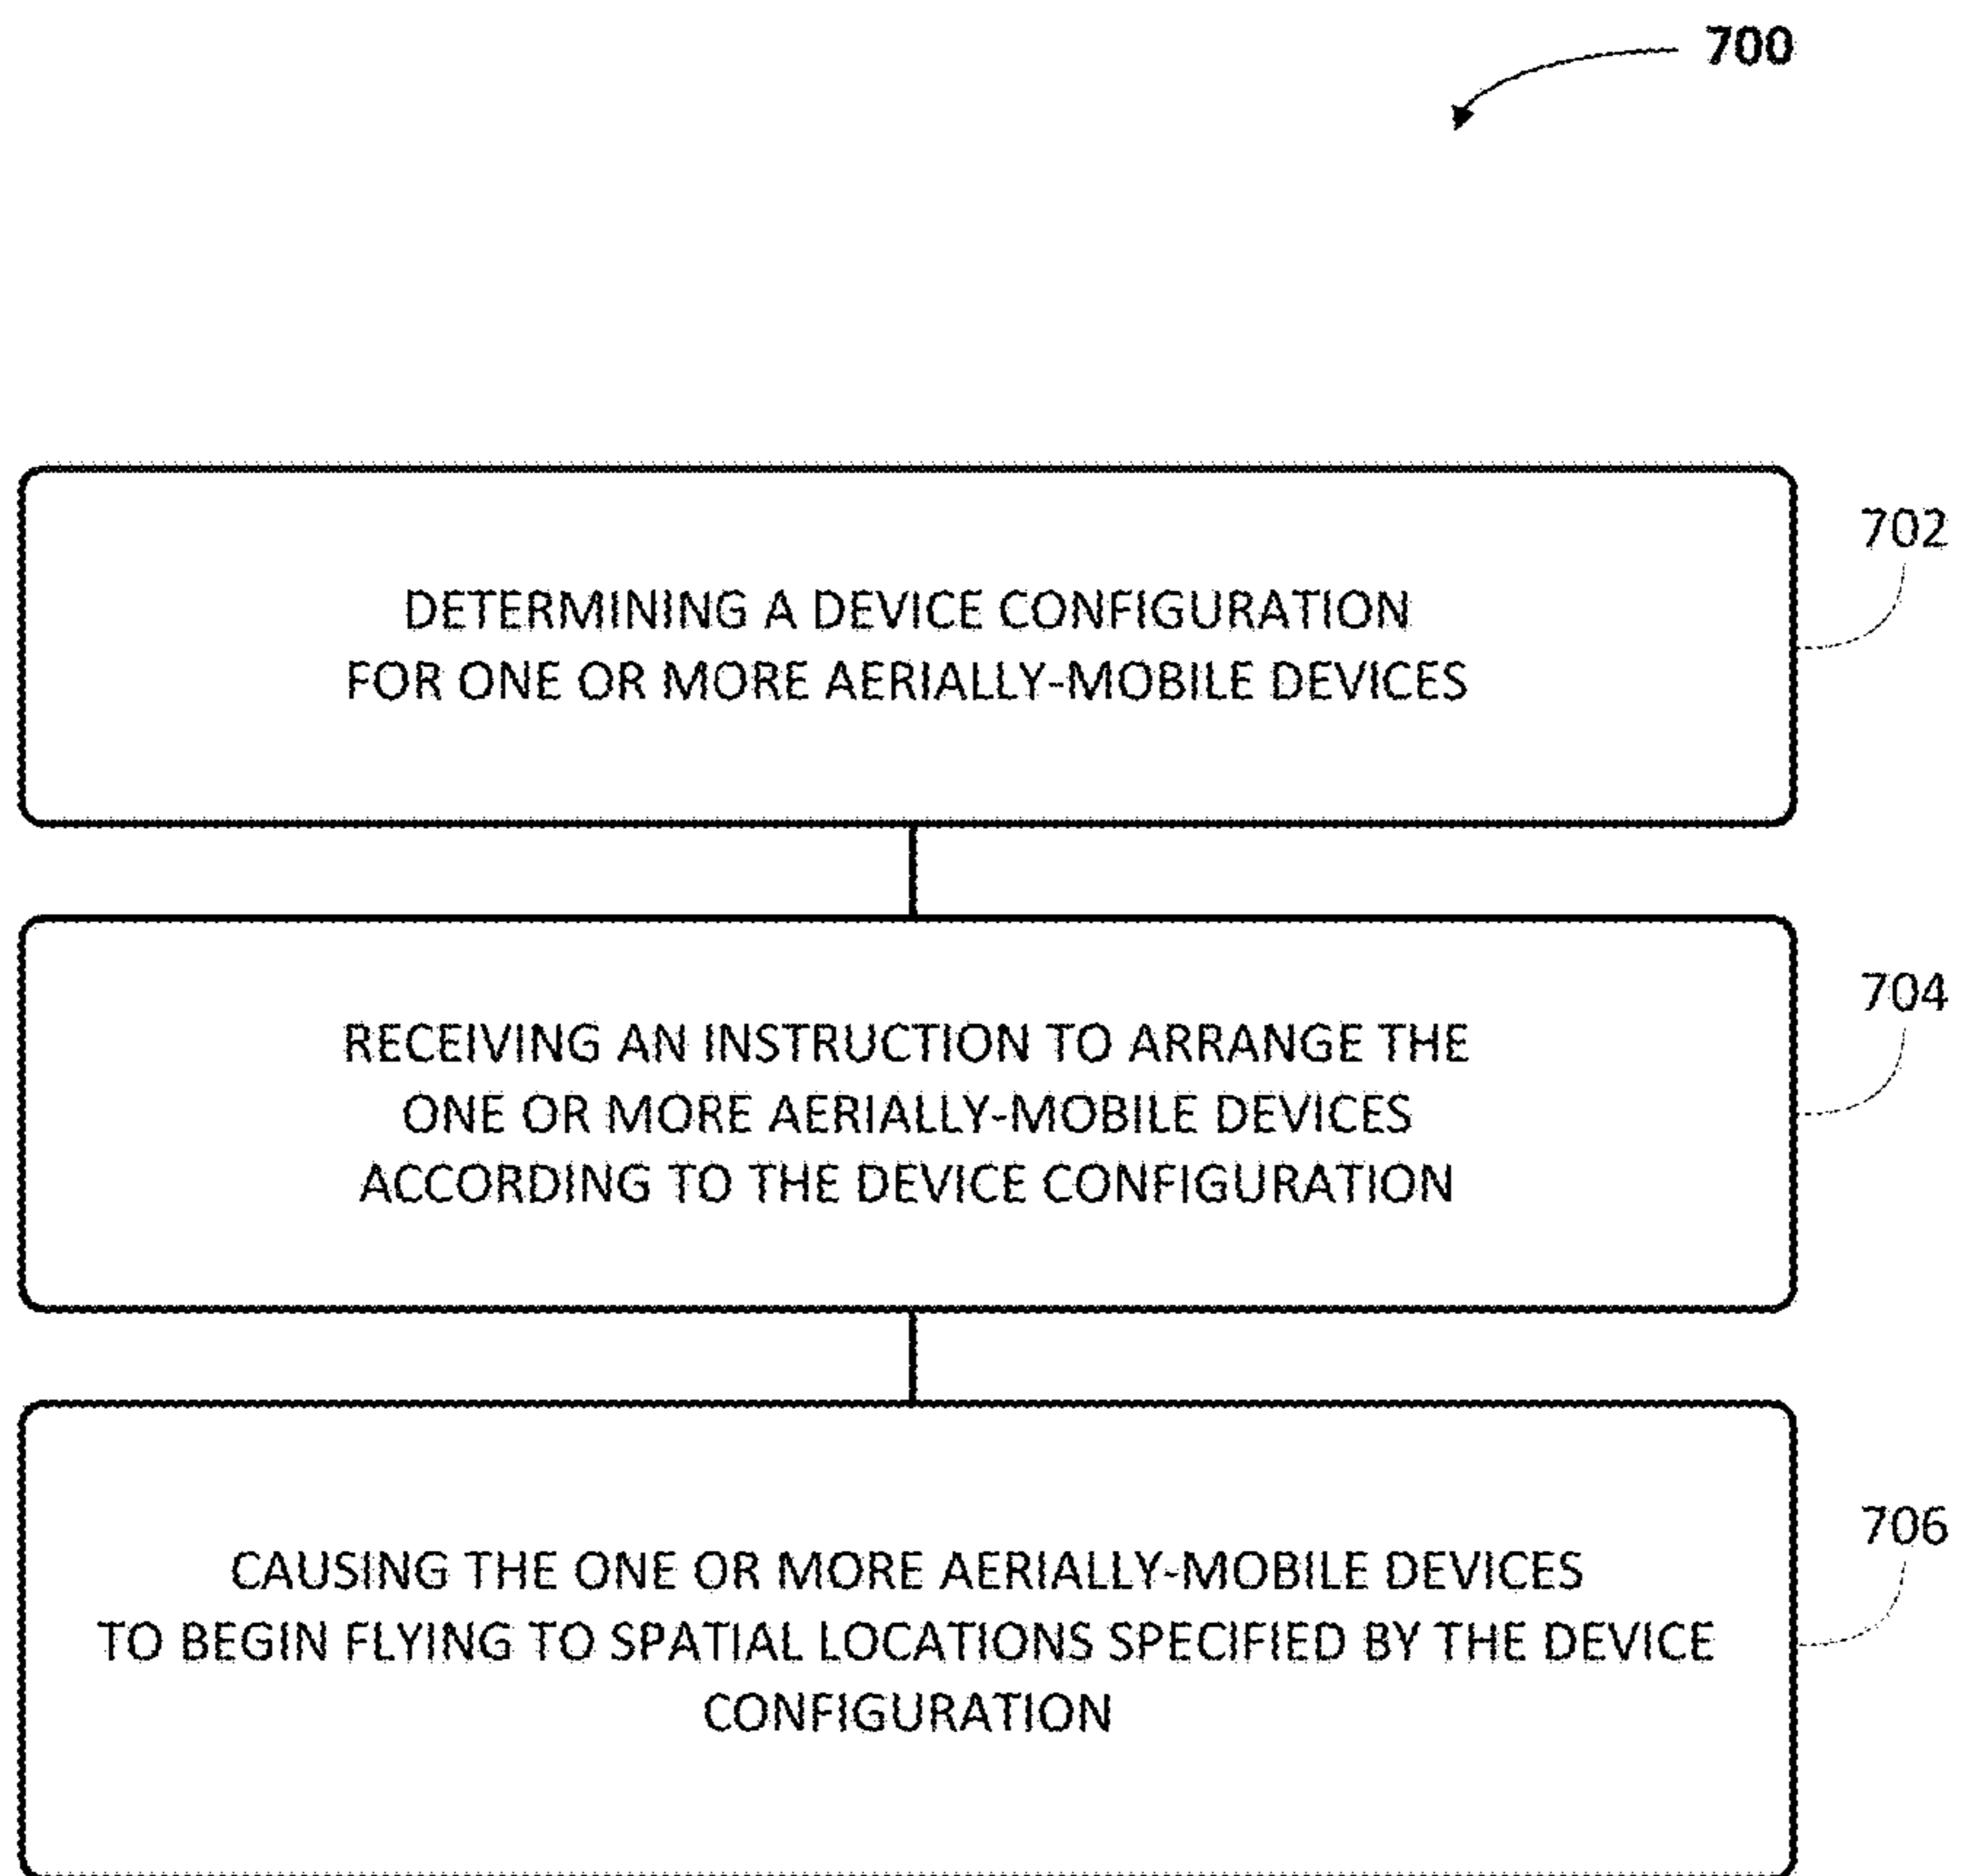 700
702
DETERMINING A DEVICE CONFIGURATION
FOR ONE OR MORE AERIALLY-MOBILE DEVICES
704
RECEIVING AN INSTRUCTION TO ARRANGE THE
ONE OR MORE AERIALLY-MOBILE DEVICES
ACCORDING TO THE DEVICE CONFIGURATION
706
CAUSING THE ONE OR MORE AERIALLY-MOBILE DEVICES
TO BEGIN FLYING TO SPATIAL LOCATIONS SPECIFIED BY THE DEVICE
CONFIGURATION